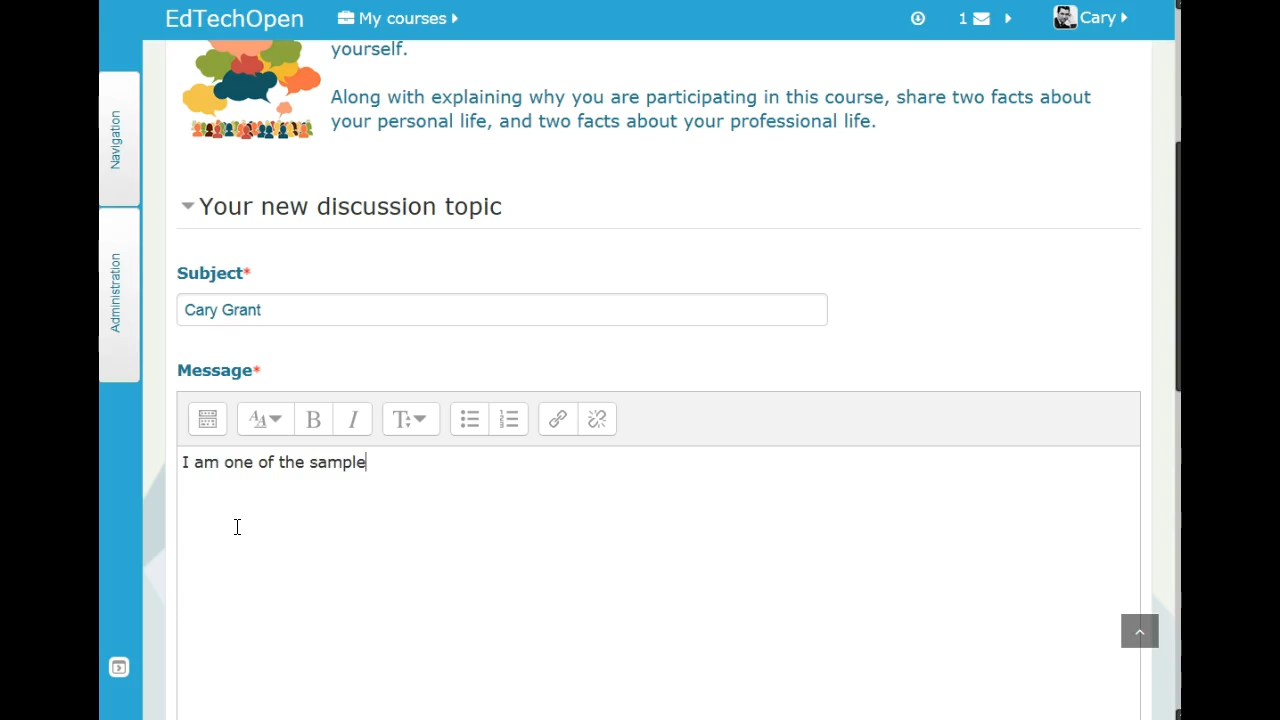 EdTechOpen
My courses
1
Cary
yourself.
Along with explaining why you are participating in this course, share two facts about
your personal life, and two facts about your professional life.
Navigation
Administration
Your new discussion topic
Subject*
Cary Grant
Message*
I am one of the sample